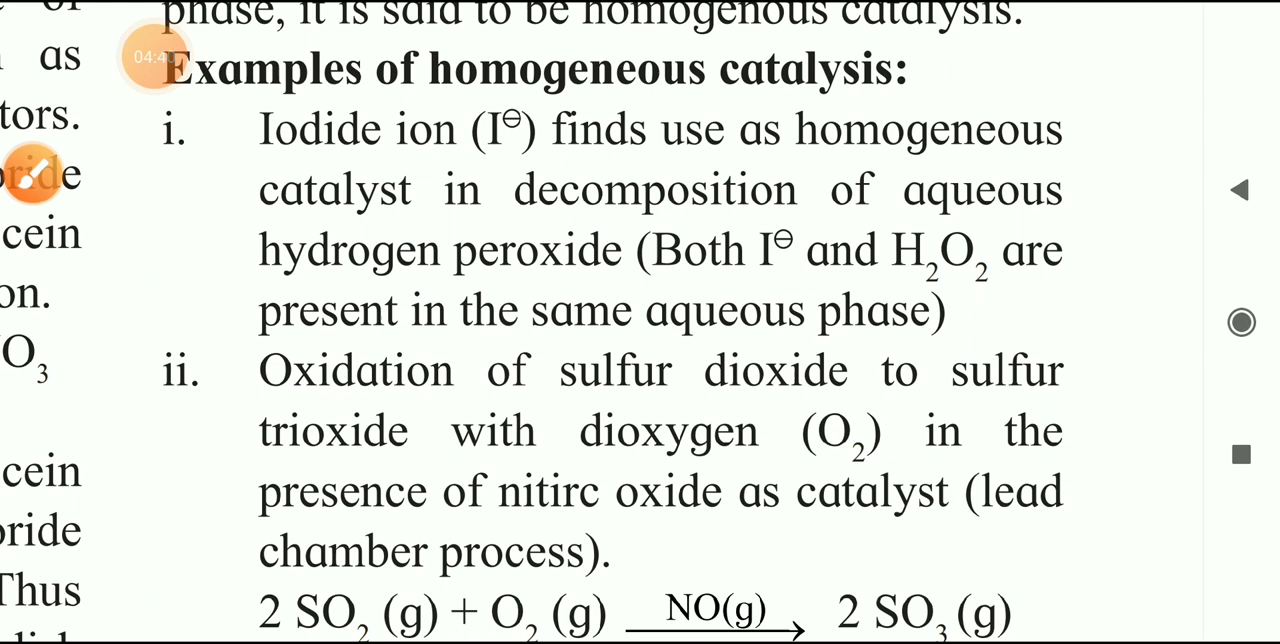 as
tors.
cein
on.
O₃
cein
oride
Thus
phase, it is said to be homogenous catalysis.
04:4
Examples of homogeneous catalysis:
i. Iodide ion (I⊖) finds use as homogeneous
catalyst in decomposition of aqueous
hydrogen peroxide (Both I⊖ and H₂O₂ are
present in the same aqueous phase)
ii. Oxidation of sulfur dioxide to sulfur
trioxide with dioxygen (O₂) in the
presence of nitirc oxide as catalyst (lead
chamber process).
2 SO₂ (g) + O₂ (g) NO(g) → 2 SO₃ (g)